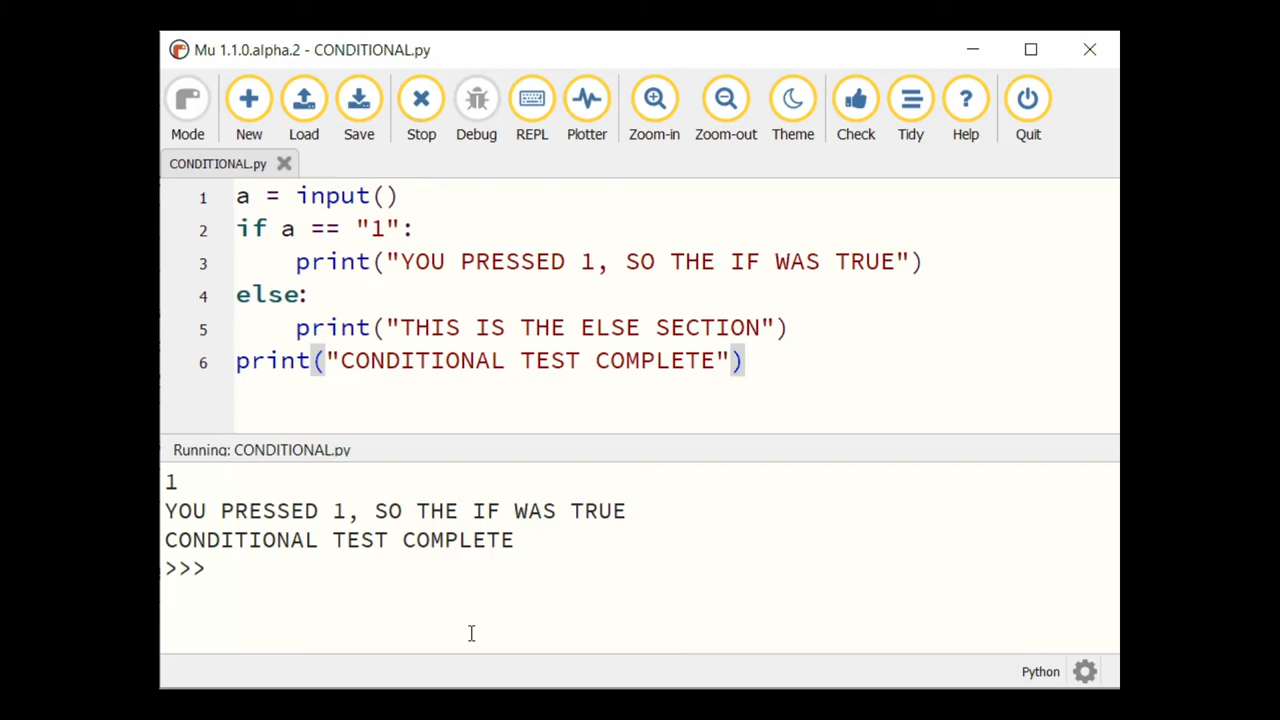 Mu 1.1.0.alpha.2 - CONDITIONAL.py
Mode New Load Save Stop Debug REPL Plotter Zoom-in Zoom-out Theme Check Tidy Help Quit
CONDITIONAL.py
1 a = input()
2 if a == "1":
3     print("YOU PRESSED 1, SO THE IF WAS TRUE")
4 else:
5     print("THIS IS THE ELSE SECTION")
6 print("CONDITIONAL TEST COMPLETE")
Running: CONDITIONAL.py
1
YOU PRESSED 1, SO THE IF WAS TRUE
CONDITIONAL TEST COMPLETE
>>>
Python